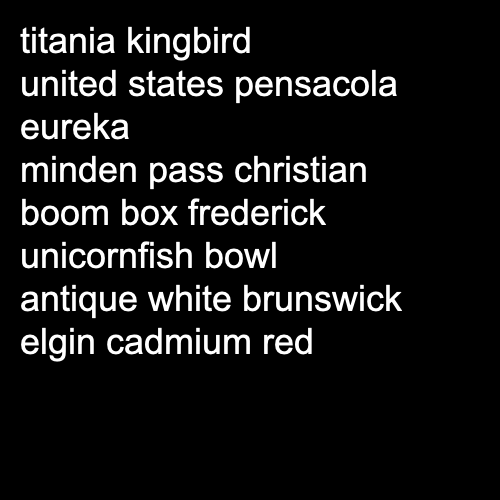 titania kingbird
united states pensacola
eureka
minden pass christian
boom box frederick
unicornfish bowl
antique white brunswick
elgin cadmium red